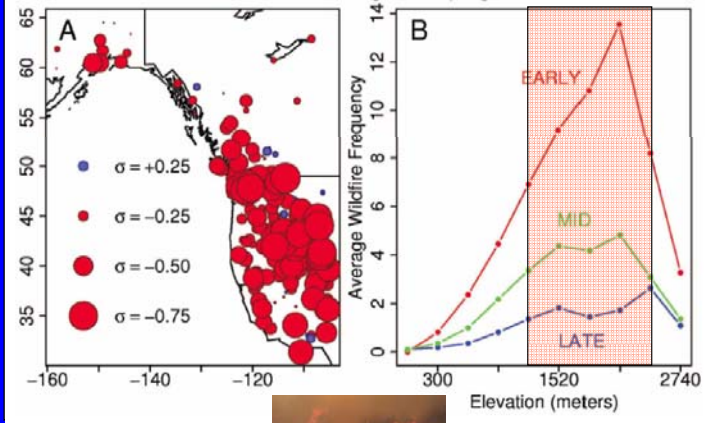 A
65
60
55
50
45
40
35
σ = +0.25
σ = −0.25
σ = −0.50
σ = −0.75
−160
−140
−120
B
Average Wildfire Frequency
14
12
10
8
6
4
2
0
EARLY
MID
LATE
300
1520
2740
Elevation (meters)